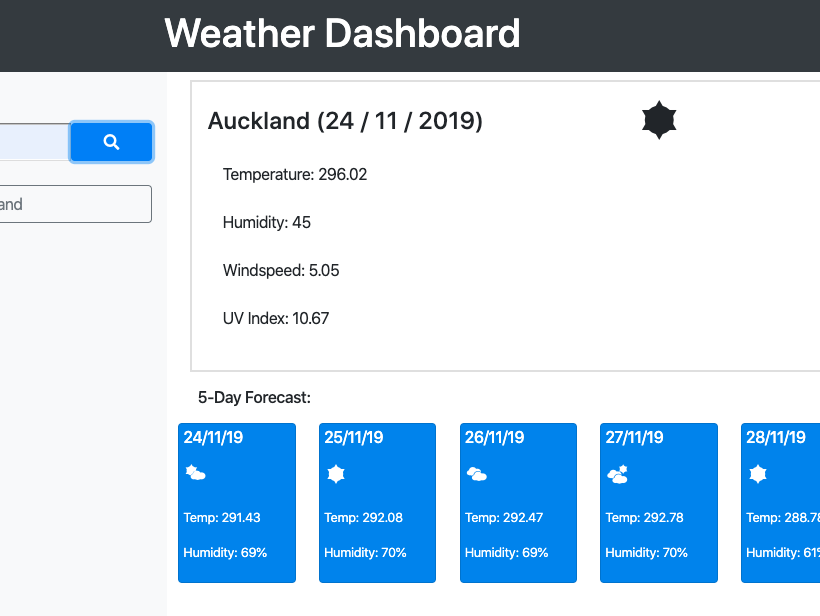 Weather Dashboard
and
Auckland (24 / 11 / 2019)
Temperature: 296.02
Humidity: 45
Windspeed: 5.05
UV Index: 10.67
5-Day Forecast:
24/11/19
Temp: 291.43
Humidity: 69%
25/11/19
Temp: 292.08
Humidity: 70%
26/11/19
Temp: 292.47
Humidity: 69%
27/11/19
Temp: 292.78
Humidity: 70%
28/11/19
Temp: 288.78
Humidity: 61%